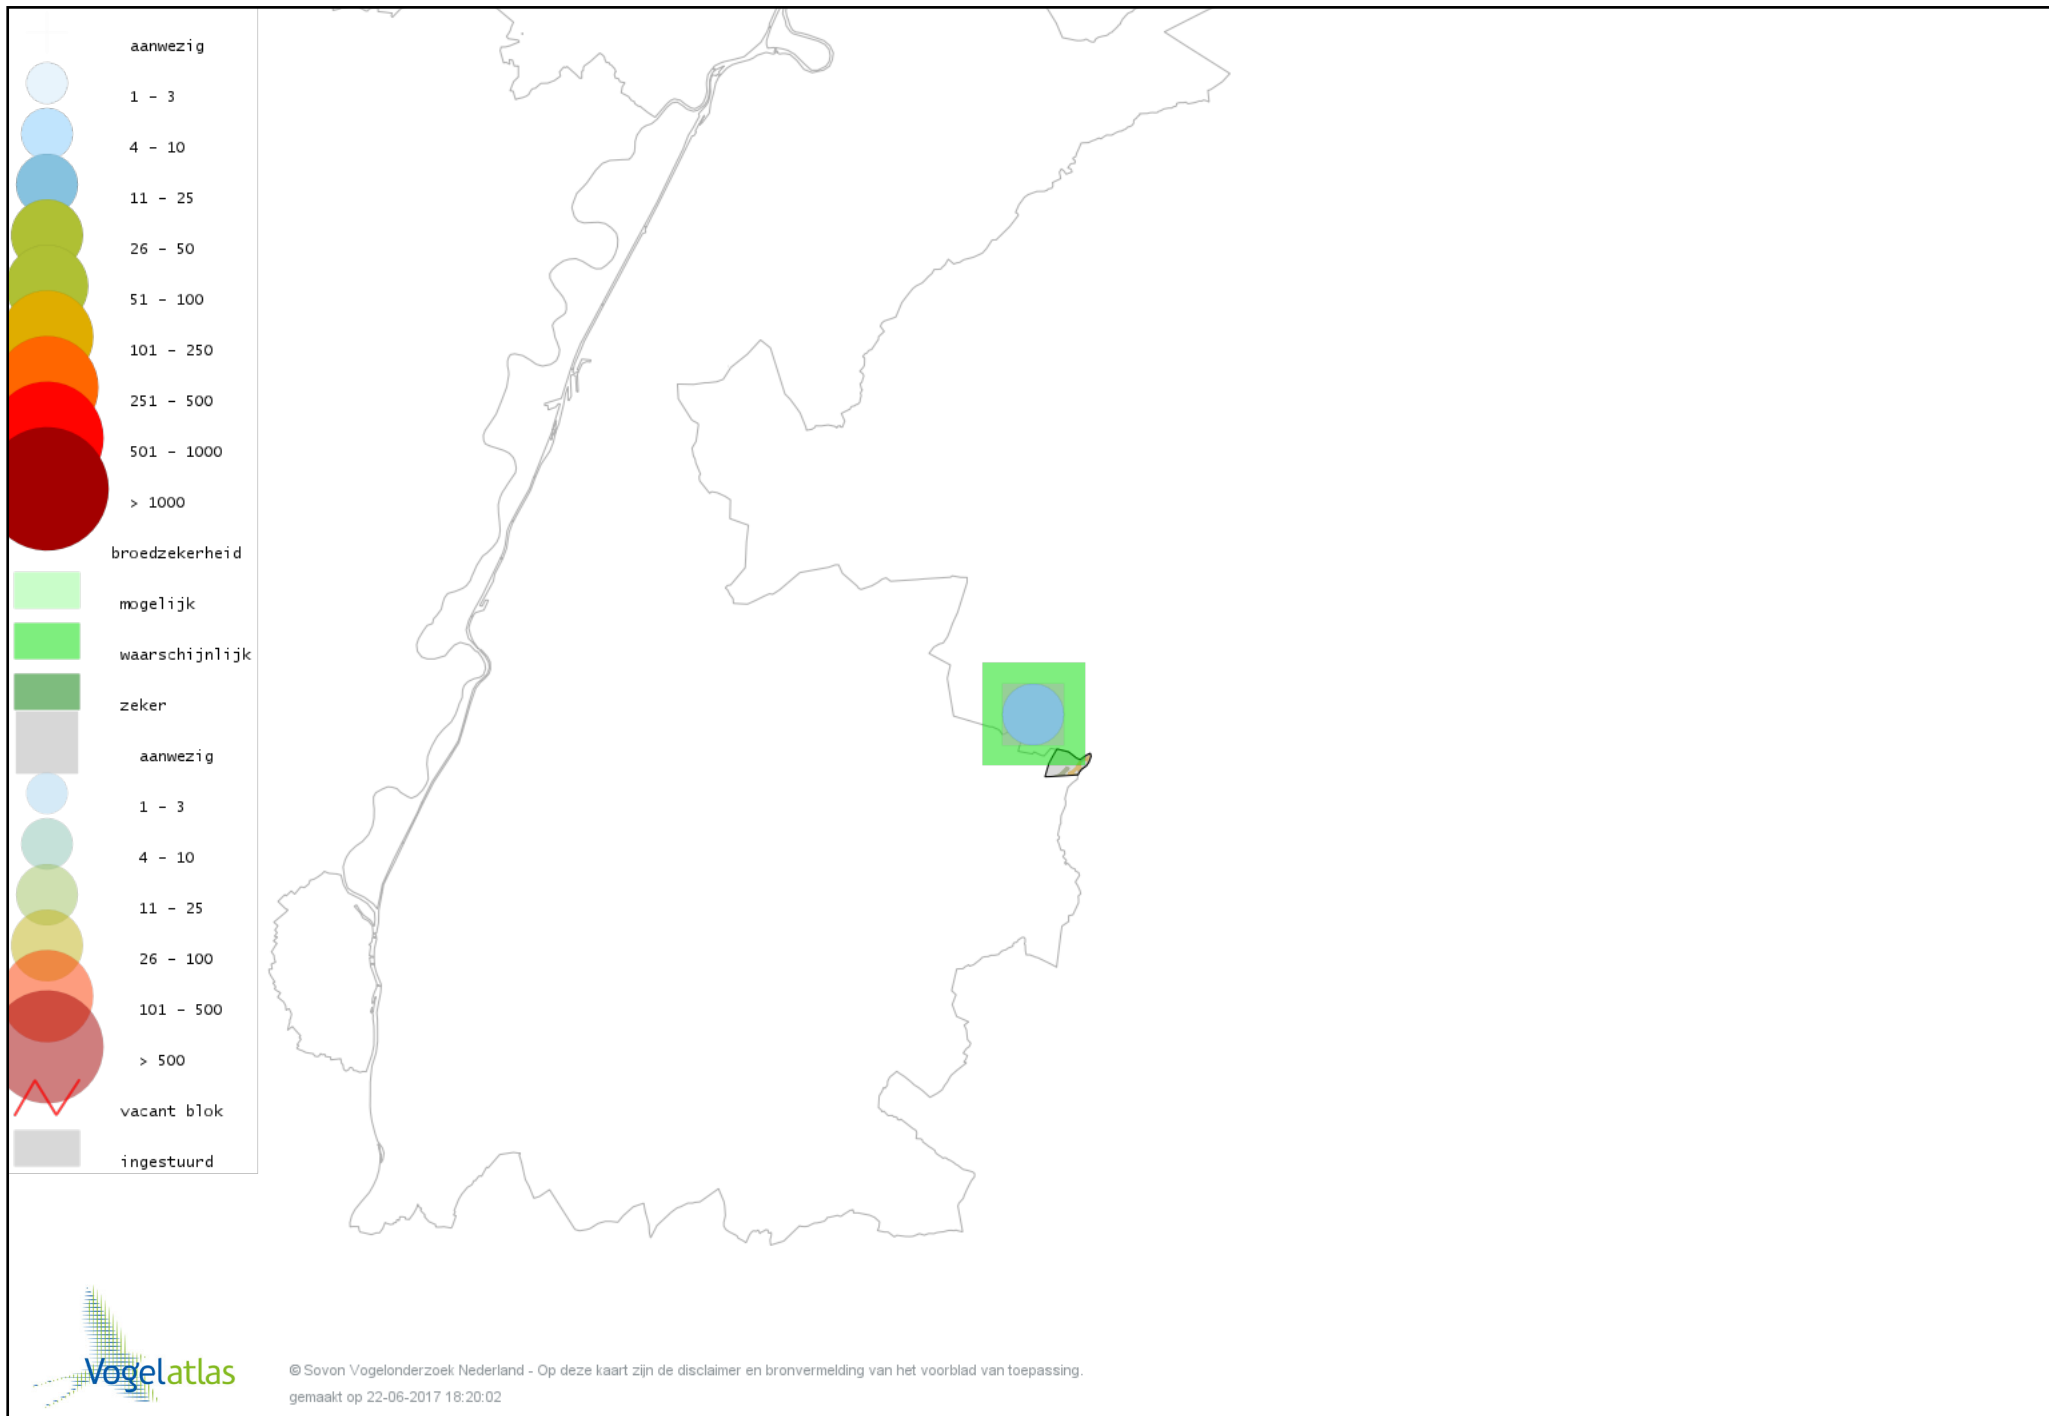 aanwezig
1 - 3
4 - 10
11 - 25
26 - 50
51 - 100
101 - 250
251 - 500
501 - 1000
> 1000
broedzekerheid
mogelijk
waarschijnlijk
zeker
aanwezig
1 - 3
4 - 10
11 - 25
26 - 100
101 - 500
> 500
vacant blok
ingestuurd
Vogelatlas
© Sovon Vogelonderzoek Nederland - Op deze kaart zijn de disclaimer en bronvermelding van het voorblad van toepassing.
gemaakt op 22-06-2017 18:20:02